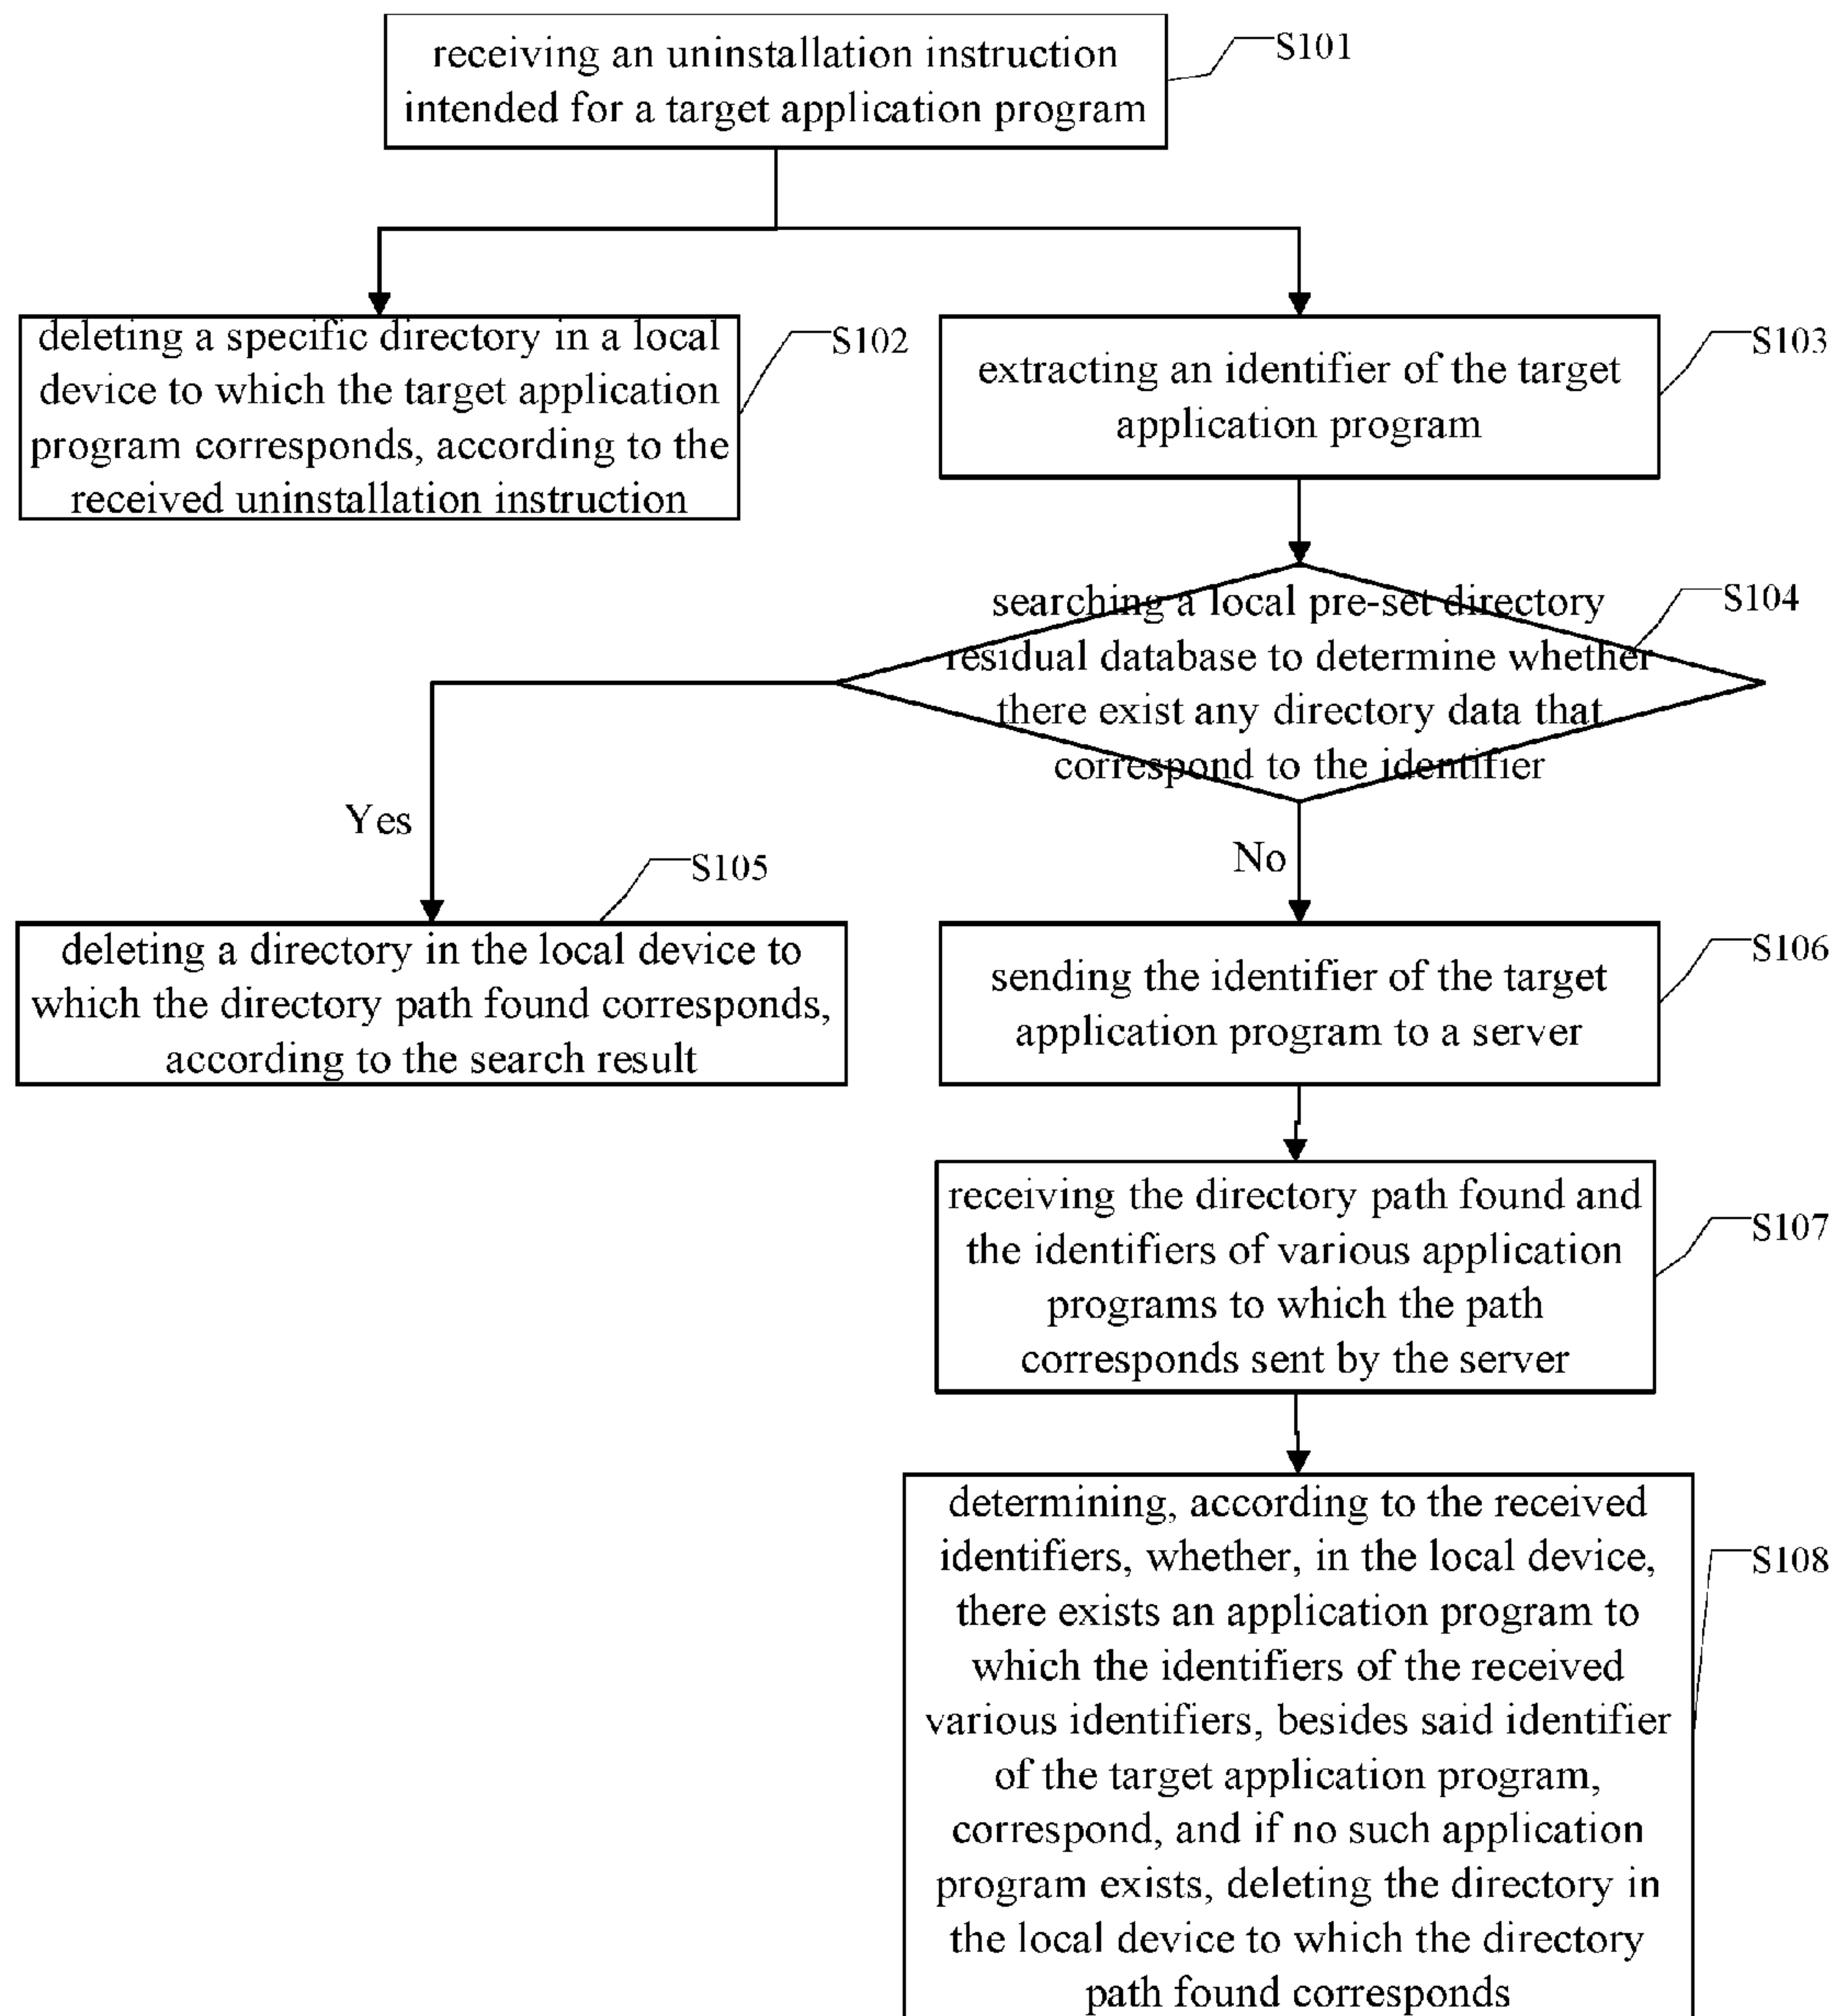 receiving an uninstallation instruction
intended for a target application program
S101
deleting a specific directory in a local
device to which the target application
program corresponds, according to the
received uninstallation instruction
S102
extracting an identifier of the target
application program
S103
searching a local pre-set directory
residual database to determine whether
there exist any directory data that
correspond to the identifier
S104
Yes
No
S105
deleting a directory in the local device to
which the directory path found corresponds,
according to the search result
sending the identifier of the target
application program to a server
S106
receiving the directory path found and
the identifiers of various application
programs to which the path
corresponds sent by the server
S107
determining, according to the received
identifiers, whether, in the local device,
there exists an application program to
which the identifiers of the received
various identifiers, besides said identifier
of the target application program,
correspond, and if no such application
program exists, deleting the directory in
the local device to which the directory
path found corresponds
S108